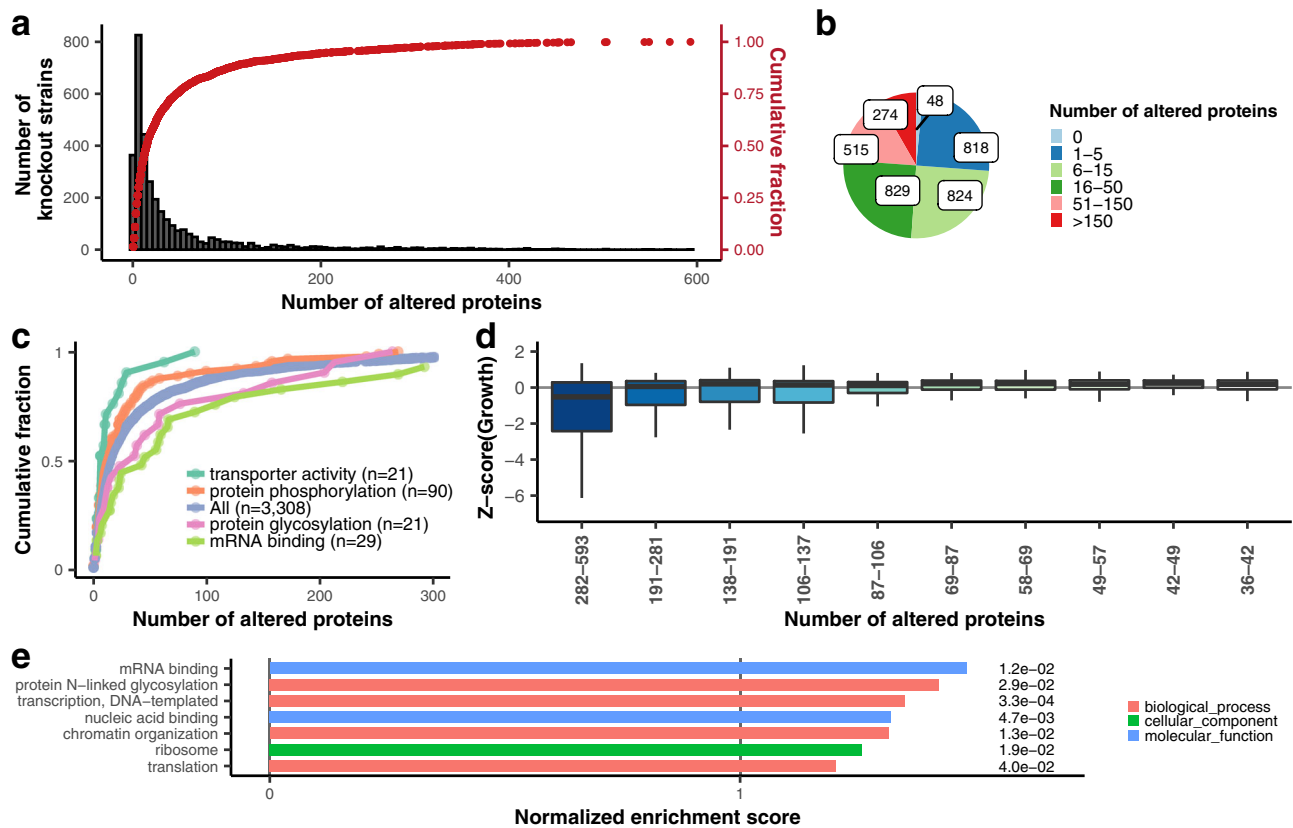 a
Number of
knockout strains
800
600
400
200
0
1.00
0.75
0.50
0.25
0.00
Cumulative fraction
0
200
400
600
Number of altered proteins
b
48
274
515
818
829
824
Number of altered proteins
0
1−5
6−15
16−50
51−150
>150
c
Cumulative fraction
1
0.5
0
transporter activity (n=21)
protein phosphorylation (n=90)
All (n=3,308)
protein glycosylation (n=21)
mRNA binding (n=29)
0
100
200
300
Number of altered proteins
d
Z−score(Growth)
2
0
−2
−4
−6
282−593
191−281
138−191
106−137
87−106
69−87
58−69
49−57
42−49
36−42
Number of altered proteins
e
mRNA binding
1.2e−02
protein N−linked glycosylation
2.9e−02
transcription, DNA−templated
3.3e−04
nucleic acid binding
4.7e−03
chromatin organization
1.3e−02
ribosome
1.9e−02
translation
4.0e−02
biological_process
cellular_component
molecular_function
0
1
Normalized enrichment score